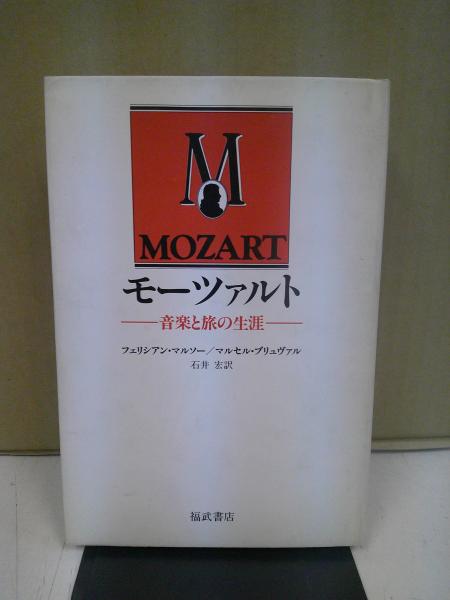 M
MOZART
モーツァルト
―音楽と旅の生涯―
フェリシアン・マルソー/マルセル・ブリュヴァル
石井 宏訳
福武書店